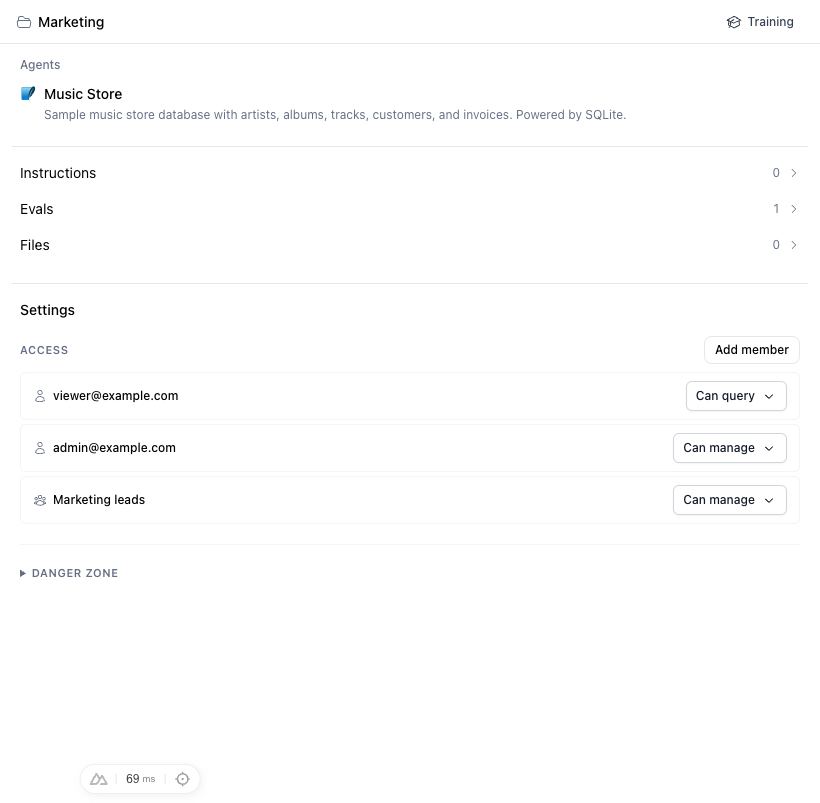 Marketing
Training
Agents
Music Store
Sample music store database with artists, albums, tracks, customers, and invoices. Powered by SQLite.
Instructions 0
Evals 1
Files 0
Settings
ACCESS
Add member
viewer@example.com Can query
admin@example.com Can manage
Marketing leads Can manage
DANGER ZONE
69 ms